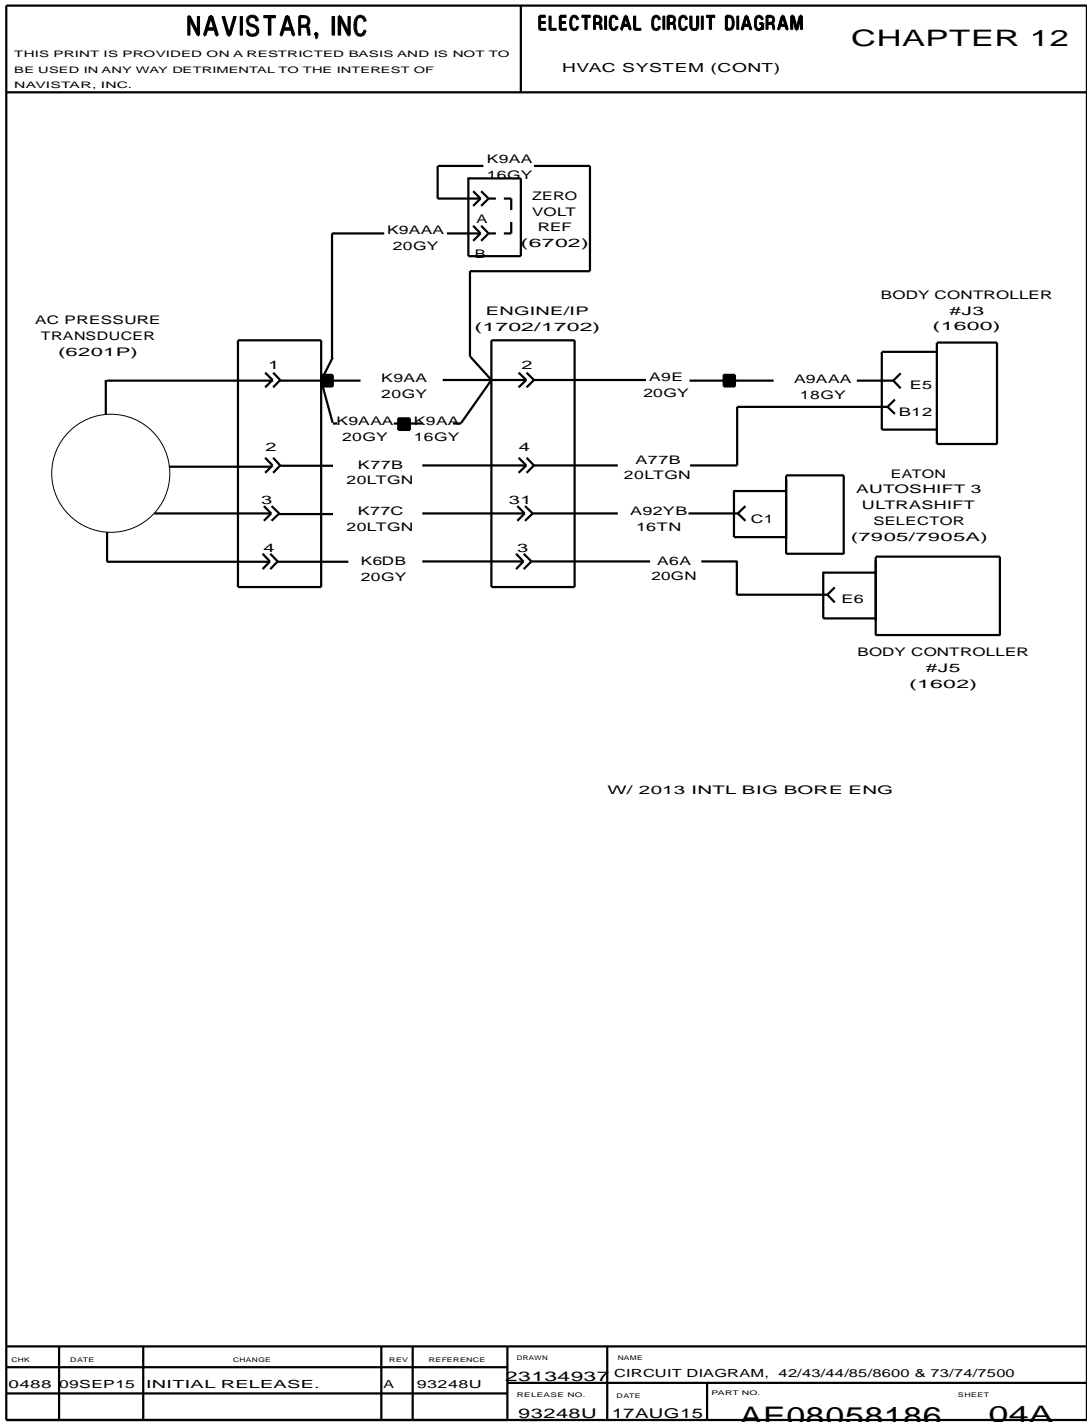 NAVISTAR, INC
THIS PRINT IS PROVIDED ON A RESTRICTED BASIS AND IS NOT TO
BE USED IN ANY WAY DETRIMENTAL TO THE INTEREST OF
NAVISTAR, INC.
ELECTRICAL CIRCUIT DIAGRAM
HVAC SYSTEM (CONT)
CHAPTER 12
K9AA
16GY
ZERO
VOLT
REF
(6702)
A
B
K9AAA
20GY
AC PRESSURE
TRANSDUCER
(6201P)
ENGINE/IP
(1702/1702)
BODY CONTROLLER
#J3
(1600)
1
K9AA
20GY
2
A9E
20GY
A9AAA
18GY
E5
B12
K9AAA
20GY
K9AA
16GY
2
K77B
20LTGN
4
A77B
20LTGN
3
K77C
20LTGN
31
A92YB
16TN
C1
EATON
AUTOSHIFT 3
ULTRASHIFT
SELECTOR
(7905/7905A)
4
K6DB
20GY
3
A6A
20GN
E6
BODY CONTROLLER
#J5
(1602)
W/ 2013 INTL BIG BORE ENG
CHK DATE CHANGE REV REFERENCE
0488 09SEP15 INITIAL RELEASE. A 93248U
DRAWN
23134937
NAME
CIRCUIT DIAGRAM, 42/43/44/85/8600 & 73/74/7500
RELEASE NO.
93248U
DATE
17AUG15
PART NO.
AF08058186
SHEET
04A